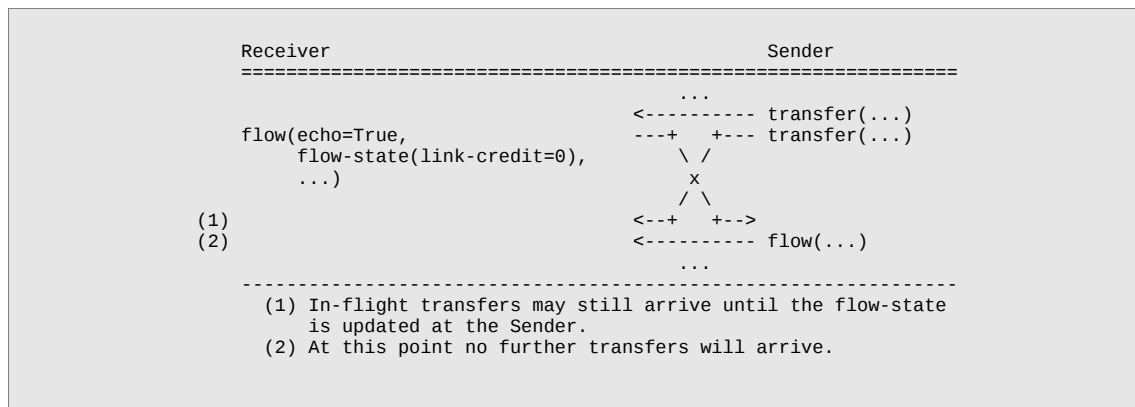 Receiver                                               Sender
================================================================
                                       ...
                                   <---------- transfer(...)
flow(echo=True,                    ---+   +--- transfer(...)
     flow-state(link-credit=0),        \ /
     ...)                               x
                                       / \
(1)                                <--+   +-->
(2)                                <---------- flow(...)
                                       ...
----------------------------------------------------------------
(1) In-flight transfers may still arrive until the flow-state
is updated at the Sender.
(2) At this point no further transfers will arrive.